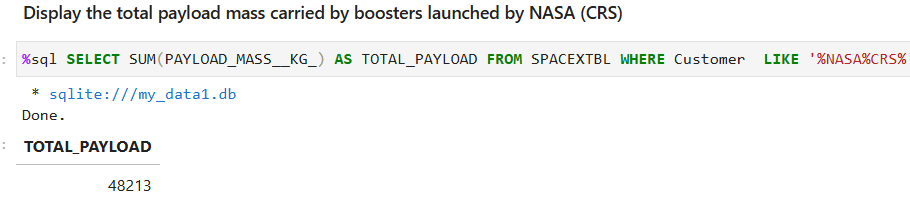 Display the total payload mass carried by boosters launched by NASA (CRS)
: %sql SELECT SUM(PAYLOAD_MASS__KG_) AS TOTAL_PAYLOAD FROM SPACEXTBL WHERE Customer  LIKE '%NASA%CRS%
* sqlite:///my_data1.db
Done.
: TOTAL_PAYLOAD
48213